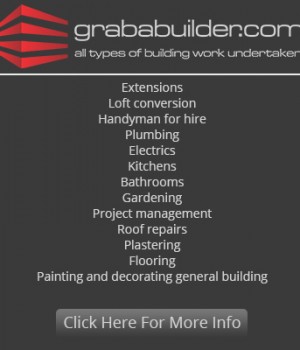 grababuilder.com
all types of building work undertaken
Extensions
Loft conversion
Handyman for hire
Plumbing
Electrics
Kitchens
Bathrooms
Gardening
Project management
Roof repairs
Plastering
Flooring
Painting and decorating general building
Click Here For More Info